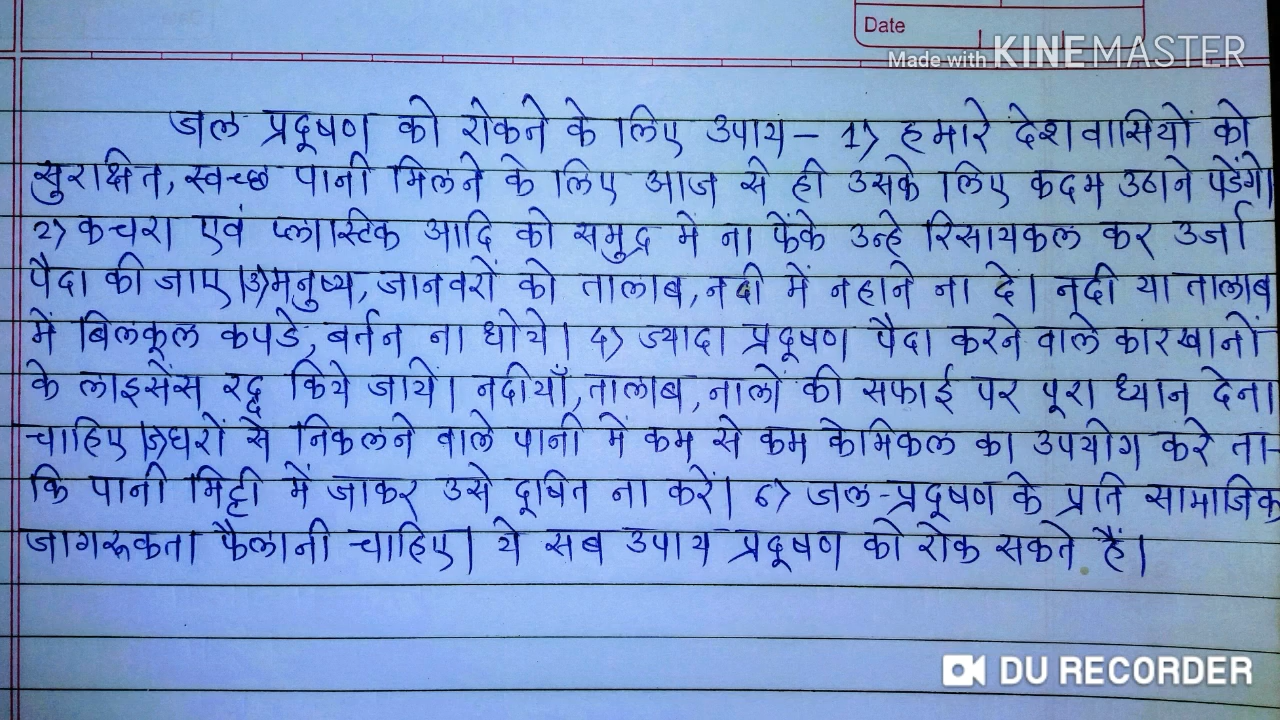 Date
Made with KINEMASTER
जल प्रदूषण को रोकने के लिए उपाय – 1) हमारे देशवासियों को
सुरक्षित, स्वच्छ पानी मिलने के लिए आज से ही उसके लिए कदम उठाने पडेंगे।
2) कचरा एवं प्लास्टिक आदि को समुद्र में ना फेंके उन्हे रिसायकल कर उर्जा
पैदा की जाए।3)मनुष्य, जानवरों को तालाब, नदी में नहाने ना दे। नदी या तालाब
में बिलकूल कपडे, बर्तन ना धोये। 4) ज्यादा प्रदूषण पैदा करने वाले कारखानों
के लाइसेंस रद्द किये जाये। नदीयाँ, तालाब, नालों की सफाई पर पूरा ध्यान देना
चाहिए।5)घरों से निकलने वाले पानी में कम से कम केमिकल का उपयोग करे ता-
कि पानी मिट्टी में जाकर उसे दूषित ना करें। 6) जल-प्रदूषण के प्रति सामाजिक
जागरूकता फैलानी चाहिए। ये सब उपाय प्रदूषण को रोक सकते हैं।
DU RECORDER